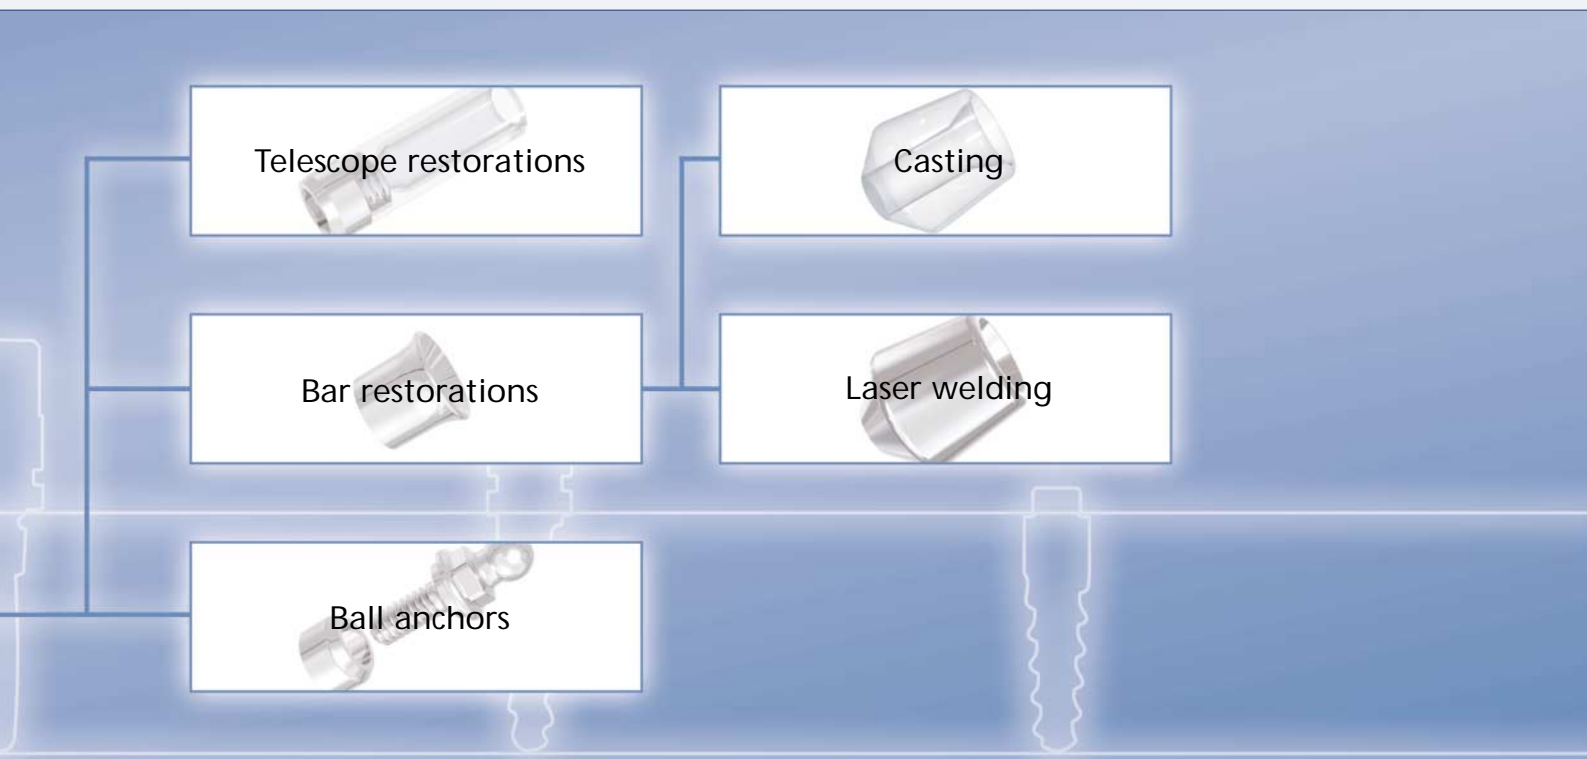 Telescope restorations
Casting
Bar restorations
Laser welding
Ball anchors